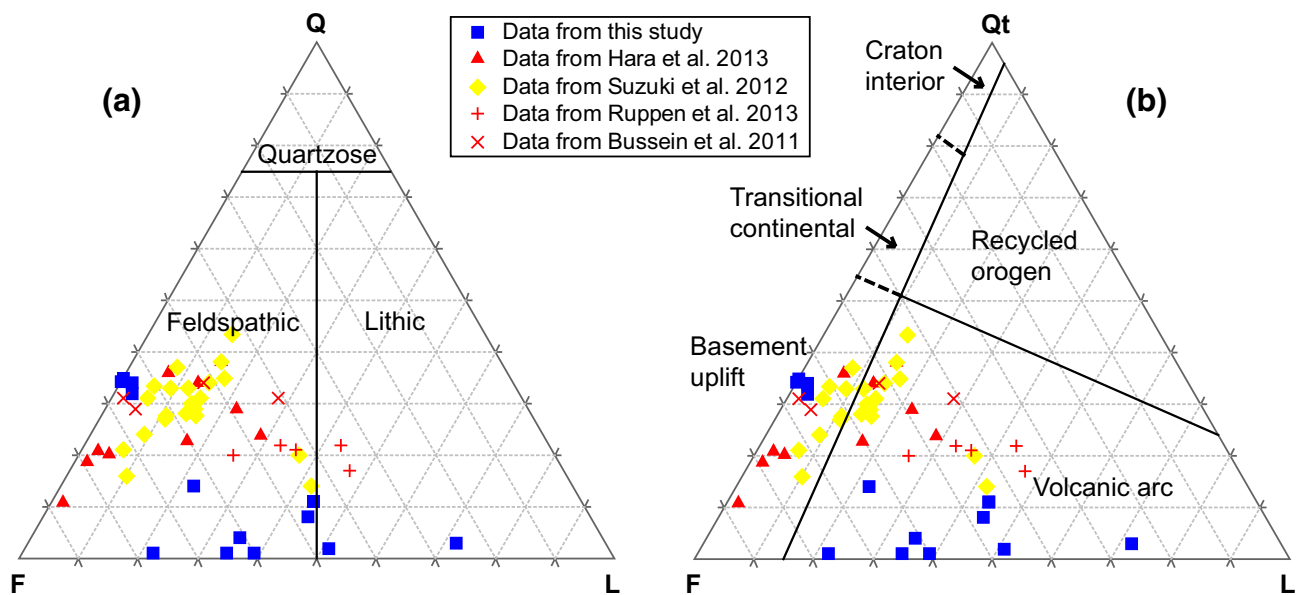 Q
(a)
Data from this study
Data from Hara et al. 2013
Data from Suzuki et al. 2012
Data from Ruppen et al. 2013
Data from Bussein et al. 2011
Quartzose
Feldspathic
Lithic
F
L
Qt
(b)
Craton
interior
Transitional
continental
Recycled
orogen
Basement
uplift
Volcanic arc
F
L